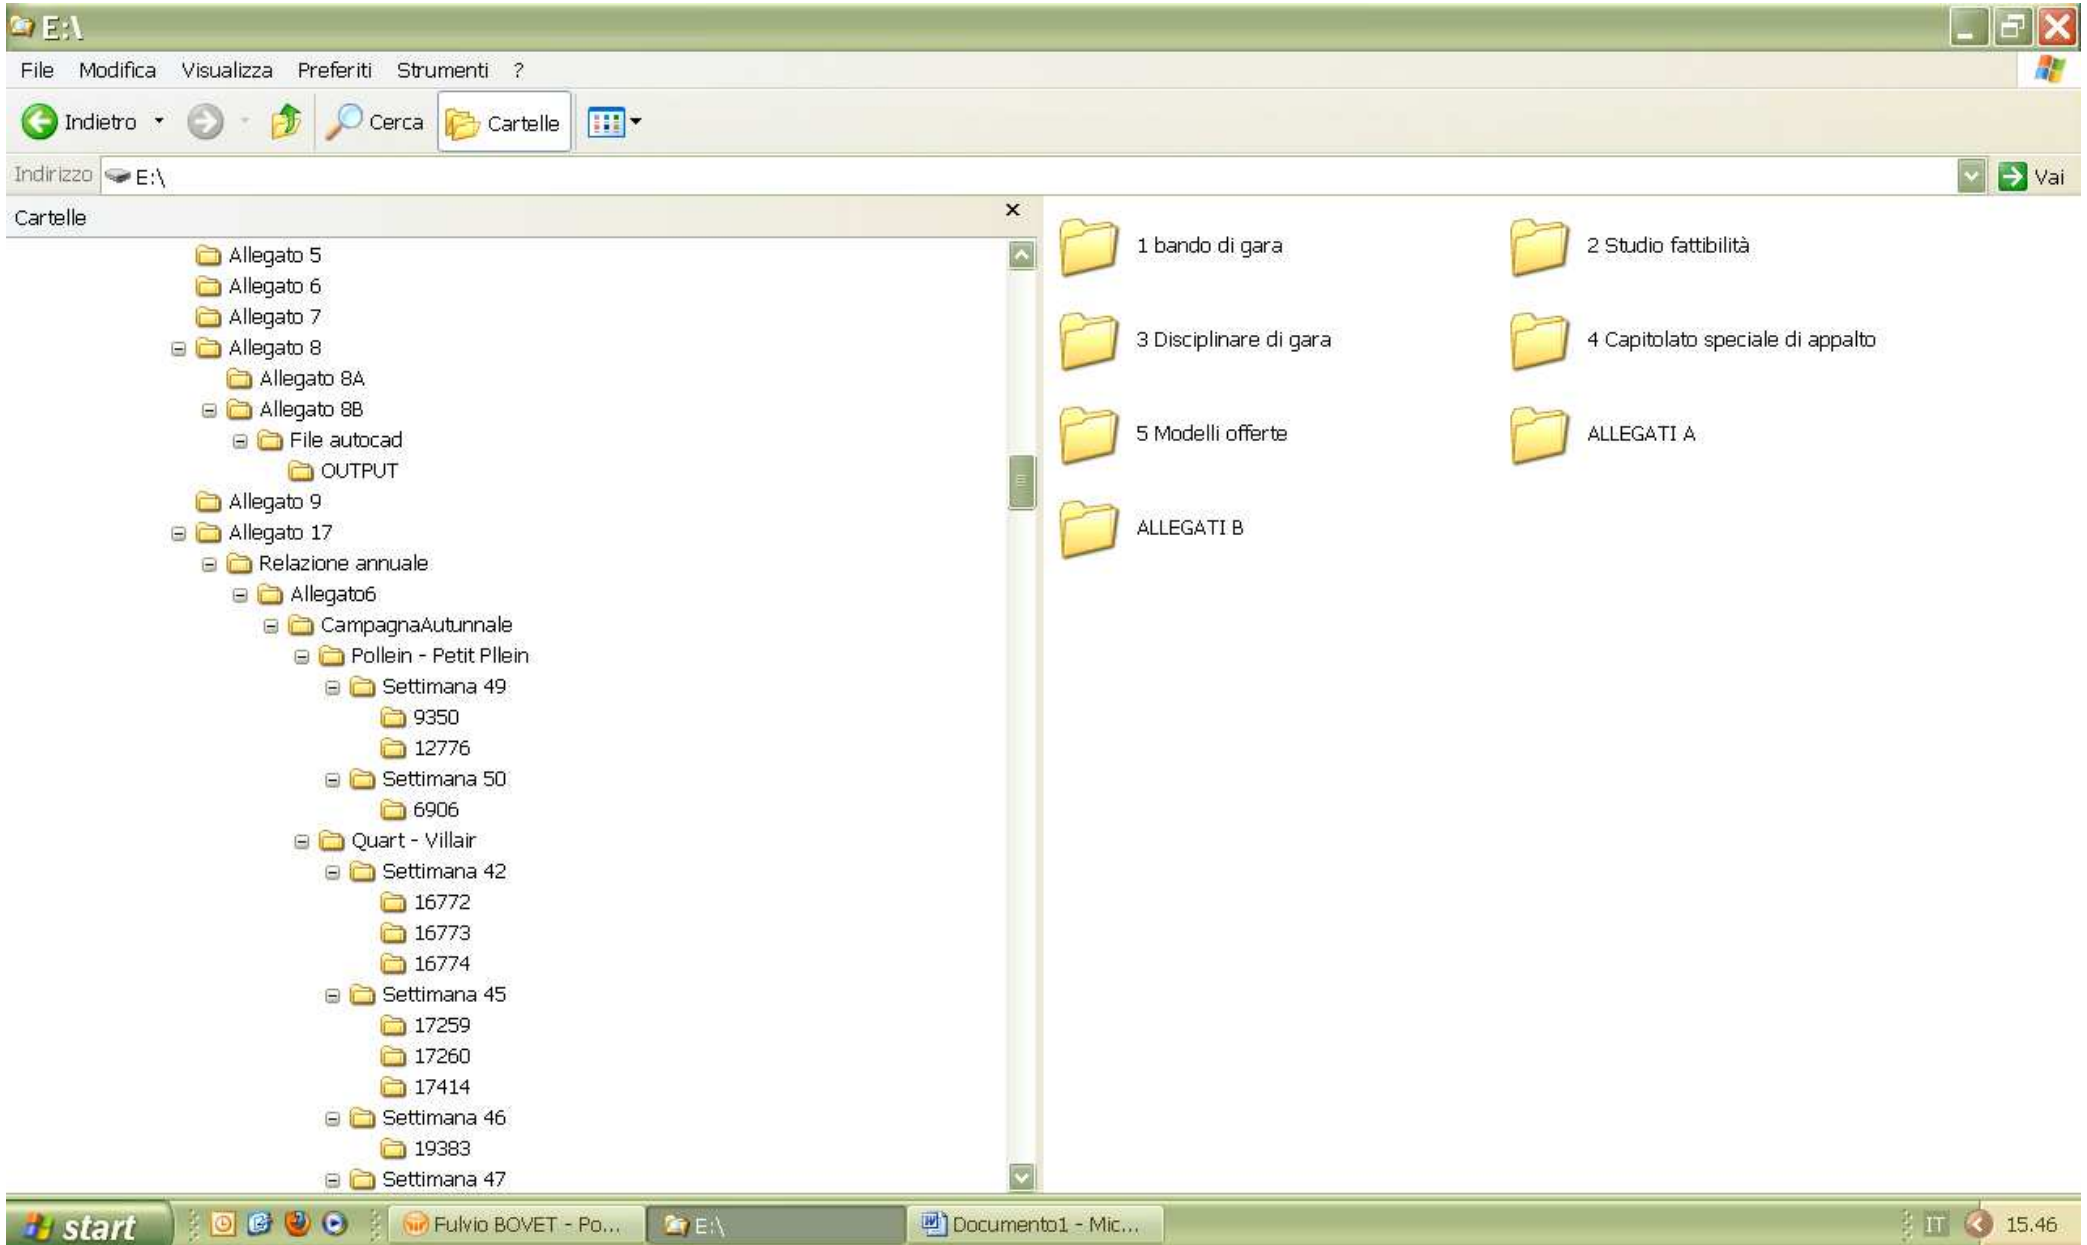 E:\
File Modifica Visualizza Preferiti Strumenti ?
Indietro Cerca Cartelle
Indirizzo E:\ Vai
Cartelle
Allegato 5
Allegato 6
Allegato 7
Allegato 8
Allegato 8A
Allegato 8B
File autocad
OUTPUT
Allegato 9
Allegato 17
Relazione annuale
Allegato6
CampagnaAutunnale
Pollein - Petit Pllein
Settimana 49
9350
12776
Settimana 50
6906
Quart - Villair
Settimana 42
16772
16773
16774
Settimana 45
17259
17260
17414
Settimana 46
19383
Settimana 47
1 bando di gara
2 Studio fattibilità
3 Disciplinare di gara
4 Capitolato speciale di appalto
5 Modelli offerte
ALLEGATI A
ALLEGATI B
start Fulvio BOVET - Po... E:\ Documento1 - Mic... IT 15.46